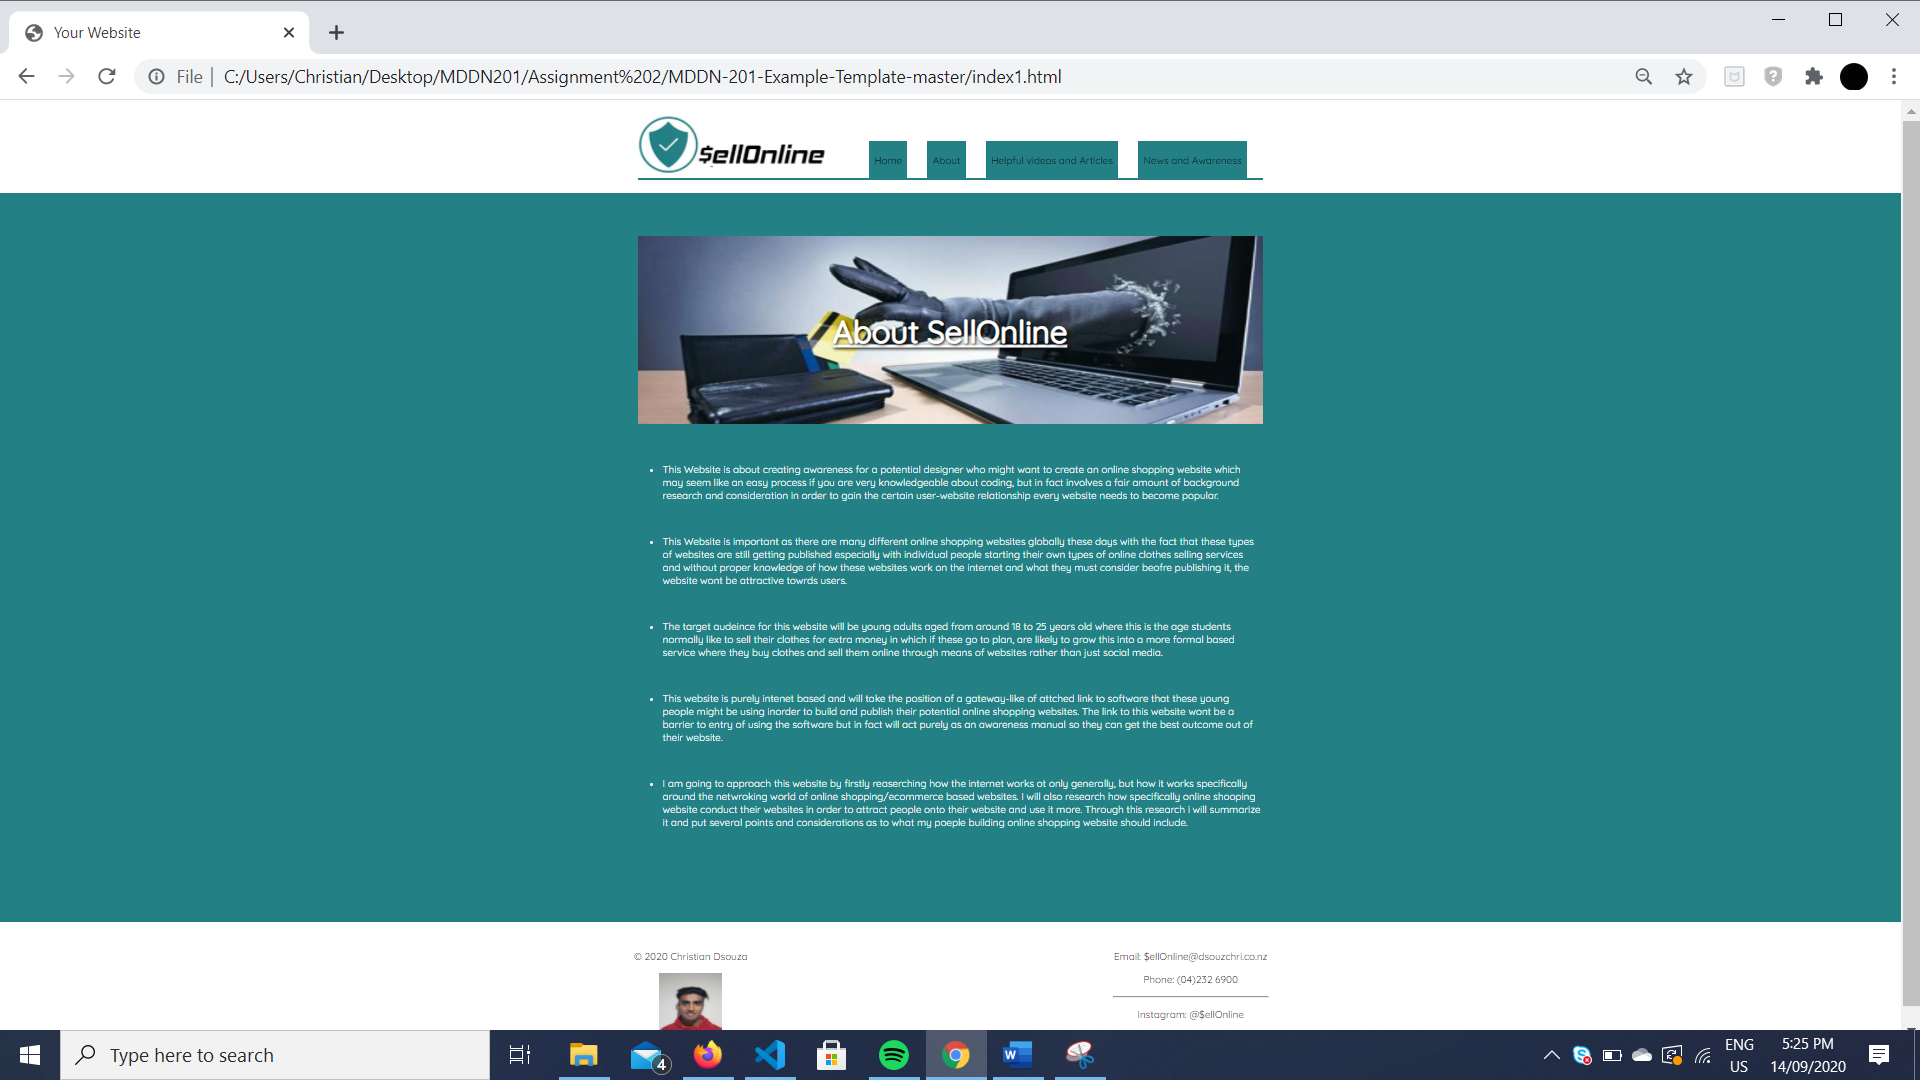 Your Website
File C:/Users/Christian/Desktop/MDDN201/Assignment%202/MDDN-201-Example-Template-master/index1.html
$ellOnline
Home About Helpful videos and Articles News and Awareness
About SellOnline
This Website is about creating awareness for a potential designer who might want to create an online shopping website which
may seem like an easy process if you are very knowledgeable about coding, but in fact involves a fair amount of background
research and consideration in order to gain the certain user-website relationship every website needs to become popular.
This Website is important as there are many different online shopping websites globally these days with the fact that these types
of websites are still getting published especially with individual people starting their own types of online clothes selling services
and without proper knowledge of how these websites work on the internet and what they must consider beofre publishing it, the
website wont be attractive towrds users.
The target audeince for this website will be young adults aged from around 18 to 25 years old where this is the age students
normally like to sell their clothes for extra money in which if these go to plan, are likely to grow this into a more formal based
service where they buy clothes and sell them online through means of websites rather than just social media.
This website is purely intenet based and will take the position of a gateway-like of attched link to software that these young
people might be using inorder to build and publish their potential online shopping websites. The link to this website wont be a
barrier to entry of using the software but in fact will act purely as an awareness manual so they can get the best outcome out of
their website.
I am going to approach this website by firstly reaserching how the internet works ot only generally, but how it works specifically
around the netwroking world of online shopping/ecommerce based websites. I will also research how specifically online shooping
website conduct their websites in order to attract people onto their website and use it more. Through this research i will summarize
it and put several points and considerations as to what my poeple building online shopping website should include.
© 2020 Christian Dsouza
Email: $ellOnline@dsouzchri.co.nz
Phone: (04)232 6900
Instagram: @$ellOnline
Type here to search
4
ENG
US
5:25 PM
14/09/2020